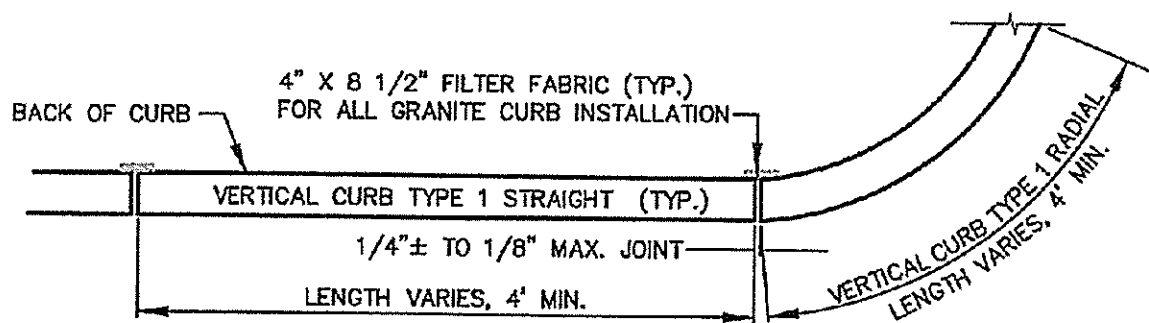 4" X 8 1/2" FILTER FABRIC (TYP.)
FOR ALL GRANITE CURB INSTALLATION
BACK OF CURB
VERTICAL CURB TYPE 1 STRAIGHT (TYP.)
1/4"± TO 1/8" MAX. JOINT
LENGTH VARIES, 4' MIN.
VERTICAL CURB TYPE 1 RADIAL
LENGTH VARIES, 4' MIN.